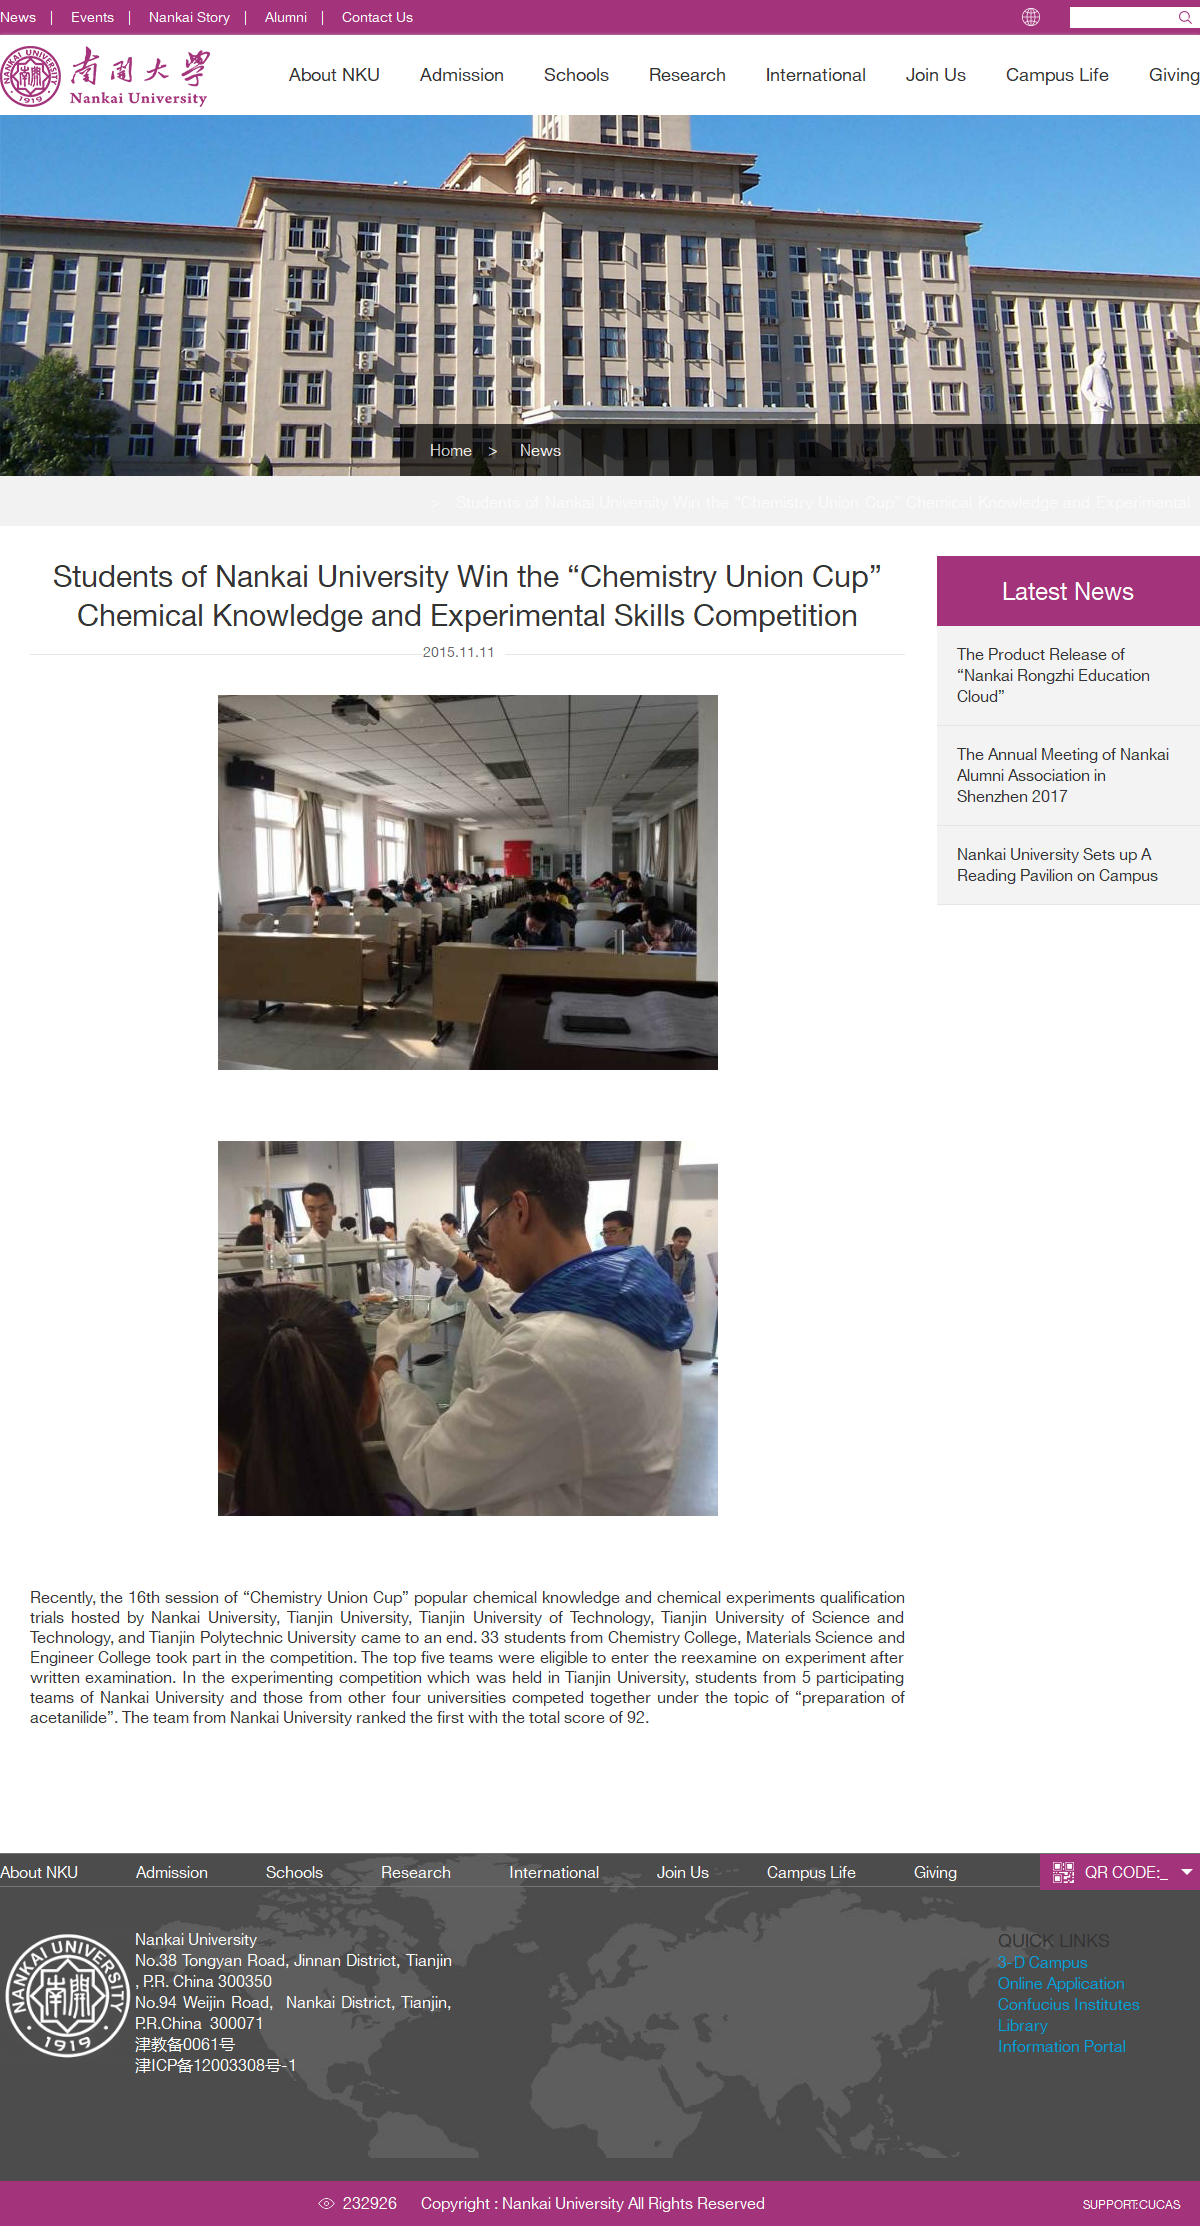 News | Events | Nankai Story | Alumni | Contact Us
NANKAI UNIVERSITY 1919
南開大學
Nankai University
About NKU Admission Schools Research International Join Us Campus Life Giving
Home > News
> Students of Nankai University Win the “Chemistry Union Cup” Chemical Knowledge and Experimental
Students of Nankai University Win the “Chemistry Union Cup”
Chemical Knowledge and Experimental Skills Competition
2015.11.11
Latest News
The Product Release of
“Nankai Rongzhi Education
Cloud”
The Annual Meeting of Nankai
Alumni Association in
Shenzhen 2017
Nankai University Sets up A
Reading Pavilion on Campus
Recently, the 16th session of “Chemistry Union Cup” popular chemical knowledge and chemical experiments qualification
trials hosted by Nankai University, Tianjin University, Tianjin University of Technology, Tianjin University of Science and
Technology, and Tianjin Polytechnic University came to an end. 33 students from Chemistry College, Materials Science and
Engineer College took part in the competition. The top five teams were eligible to enter the reexamine on experiment after
written examination. In the experimenting competition which was held in Tianjin University, students from 5 participating
teams of Nankai University and those from other four universities competed together under the topic of “preparation of
acetanilide”. The team from Nankai University ranked the first with the total score of 92.
About NKU Admission Schools Research International Join Us Campus Life Giving
QR CODE:_
NANKAI UNIVERSITY 1919
Nankai University
No.38 Tongyan Road, Jinnan District, Tianjin
, P.R. China 300350
No.94 Weijin Road, Nankai District, Tianjin,
P.R.China 300071
津教备0061号
津ICP备12003308号-1
QUICK LINKS
3-D Campus
Online Application
Confucius Institutes
Library
Information Portal
232926 Copyright : Nankai University All Rights Reserved
SUPPORT:CUCAS